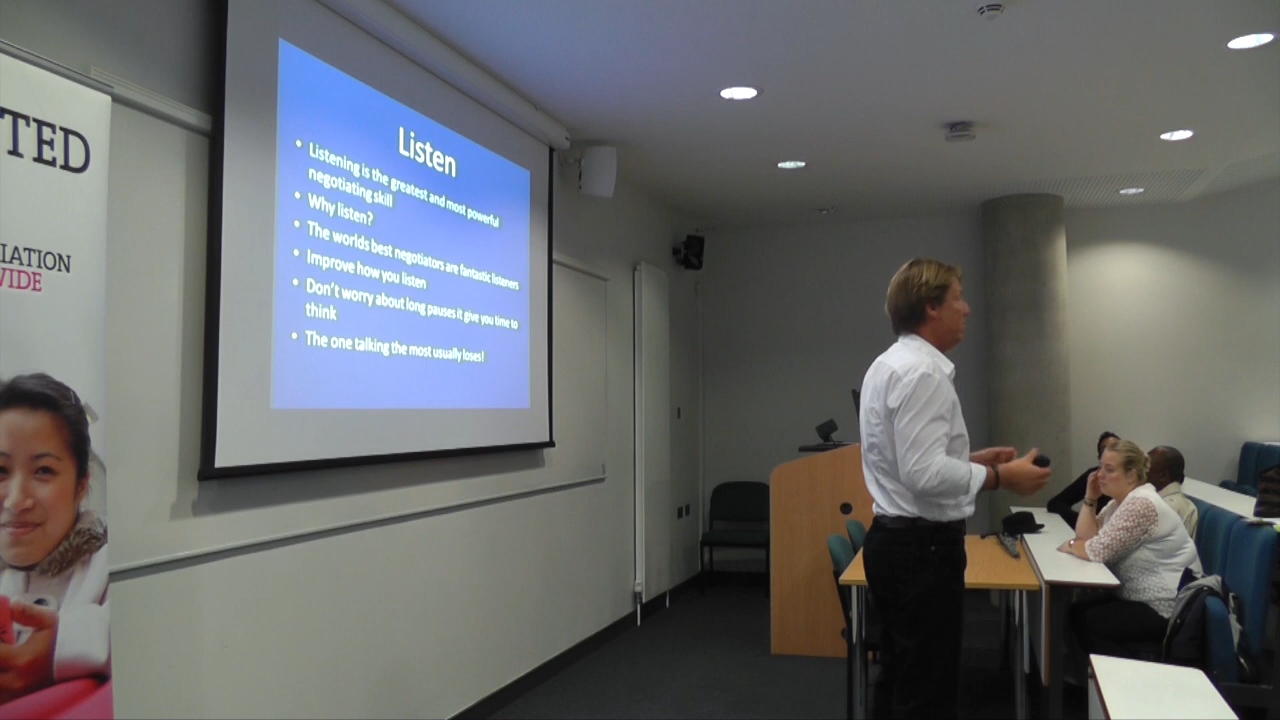 TED
IATION
WIDE
Listen
• Listening is the greatest and most powerful
negotiating skill
• Why listen?
• The worlds best negotiators are fantastic listeners
• Improve how you listen
• Don't worry about long pauses it give you time to
think
• The one talking the most usually loses!